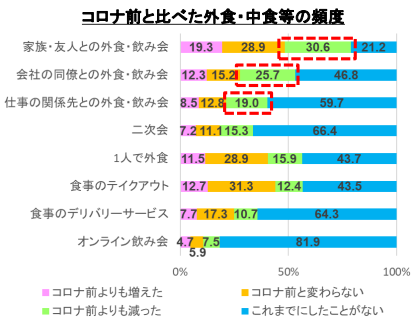 コロナ前と比べた外食・中食等の頻度
家族・友人との外食・飲み会 19.3 28.9 30.6 21.2
会社の同僚との外食・飲み会 12.3 15.2 25.7 46.8
仕事の関係先との外食・飲み会 8.5 12.8 19.0 59.7
二次会 7.2 11.1 15.3 66.4
1人で外食 11.5 28.9 15.9 43.7
食事のテイクアウト 12.7 31.3 12.4 43.5
食事のデリバリーサービス 7.7 17.3 10.7 64.3
オンライン飲み会 4.7 5.9 7.5 81.9
0% 50% 100%
コロナ前よりも増えた コロナ前と変わらない
コロナ前よりも減った これまでにしたことがない